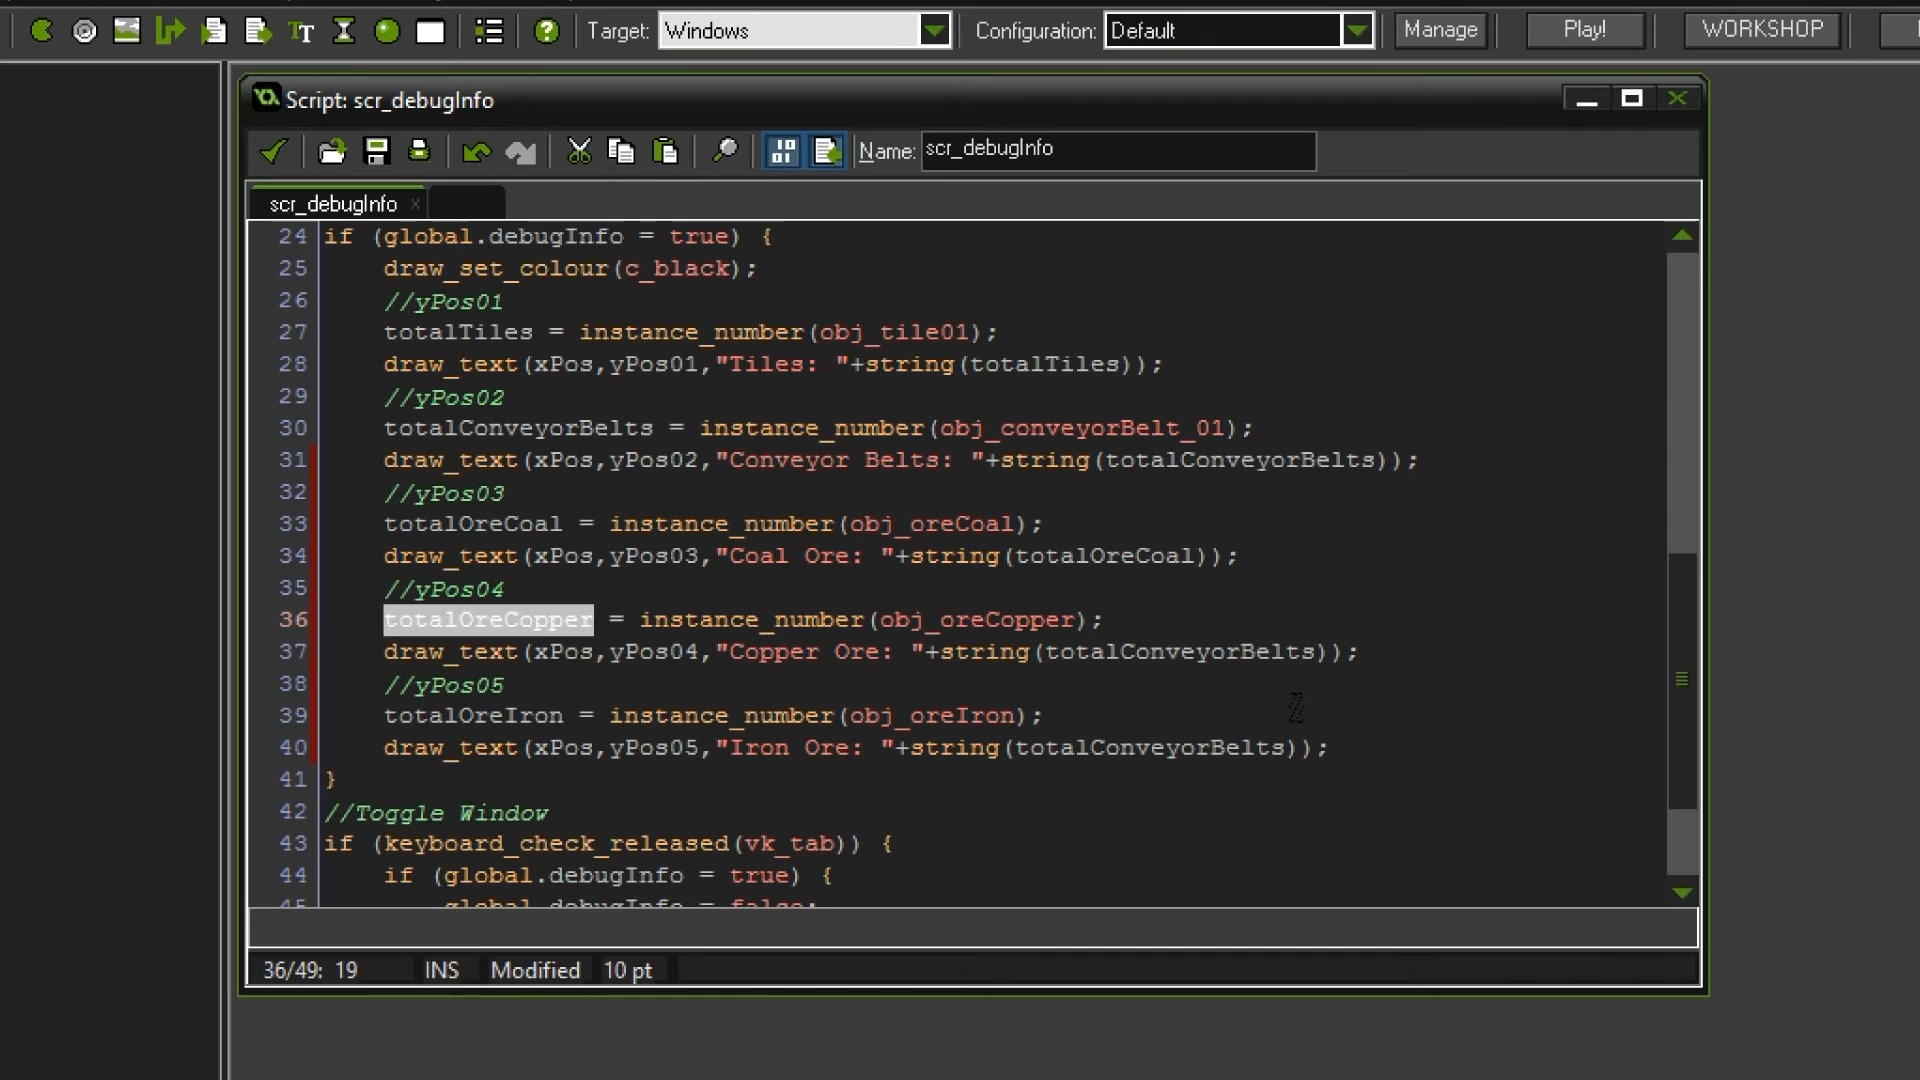 Target: Windows Configuration: Default Manage Play! WORKSHOP
Script: scr_debugInfo
Name: scr_debugInfo
scr_debugInfo x
24 if (global.debugInfo = true) {
25 draw_set_colour(c_black);
26 //yPos01
27 totalTiles = instance_number(obj_tile01);
28 draw_text(xPos,yPos01,"Tiles: "+string(totalTiles));
29 //yPos02
30 totalConveyorBelts = instance_number(obj_conveyorBelt_01);
31 draw_text(xPos,yPos02,"Conveyor Belts: "+string(totalConveyorBelts));
32 //yPos03
33 totalOreCoal = instance_number(obj_oreCoal);
34 draw_text(xPos,yPos03,"Coal Ore: "+string(totalOreCoal));
35 //yPos04
36 totalOreCopper = instance_number(obj_oreCopper);
37 draw_text(xPos,yPos04,"Copper Ore: "+string(totalConveyorBelts));
38 //yPos05
39 totalOreIron = instance_number(obj_oreIron);
40 draw_text(xPos,yPos05,"Iron Ore: "+string(totalConveyorBelts));
41 }
42 //Toggle Window
43 if (keyboard_check_released(vk_tab)) {
44 if (global.debugInfo = true) {
45 global.debugInfo = false;
36/49: 19 INS Modified 10 pt